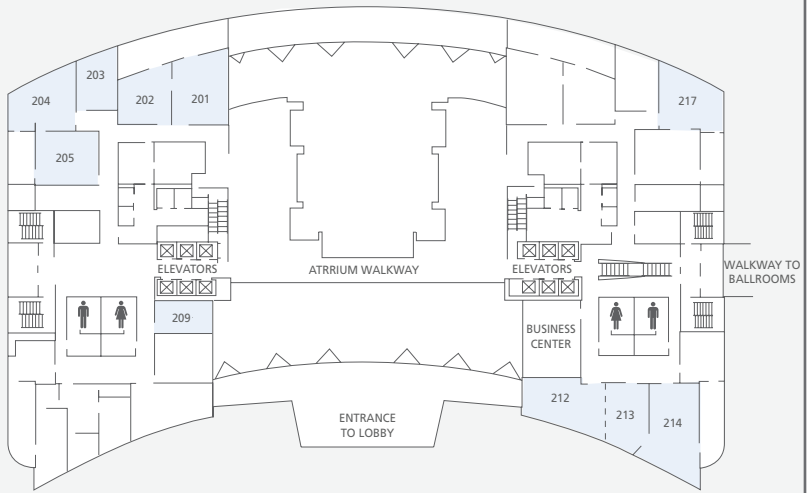 203
201
202
204
217
205
ELEVATORS
ATRRIUM WALKWAY
ELEVATORS
WALKWAY TO
BALLROOMS
209
BUSINESS
CENTER
212
213
214
ENTRANCE
TO LOBBY